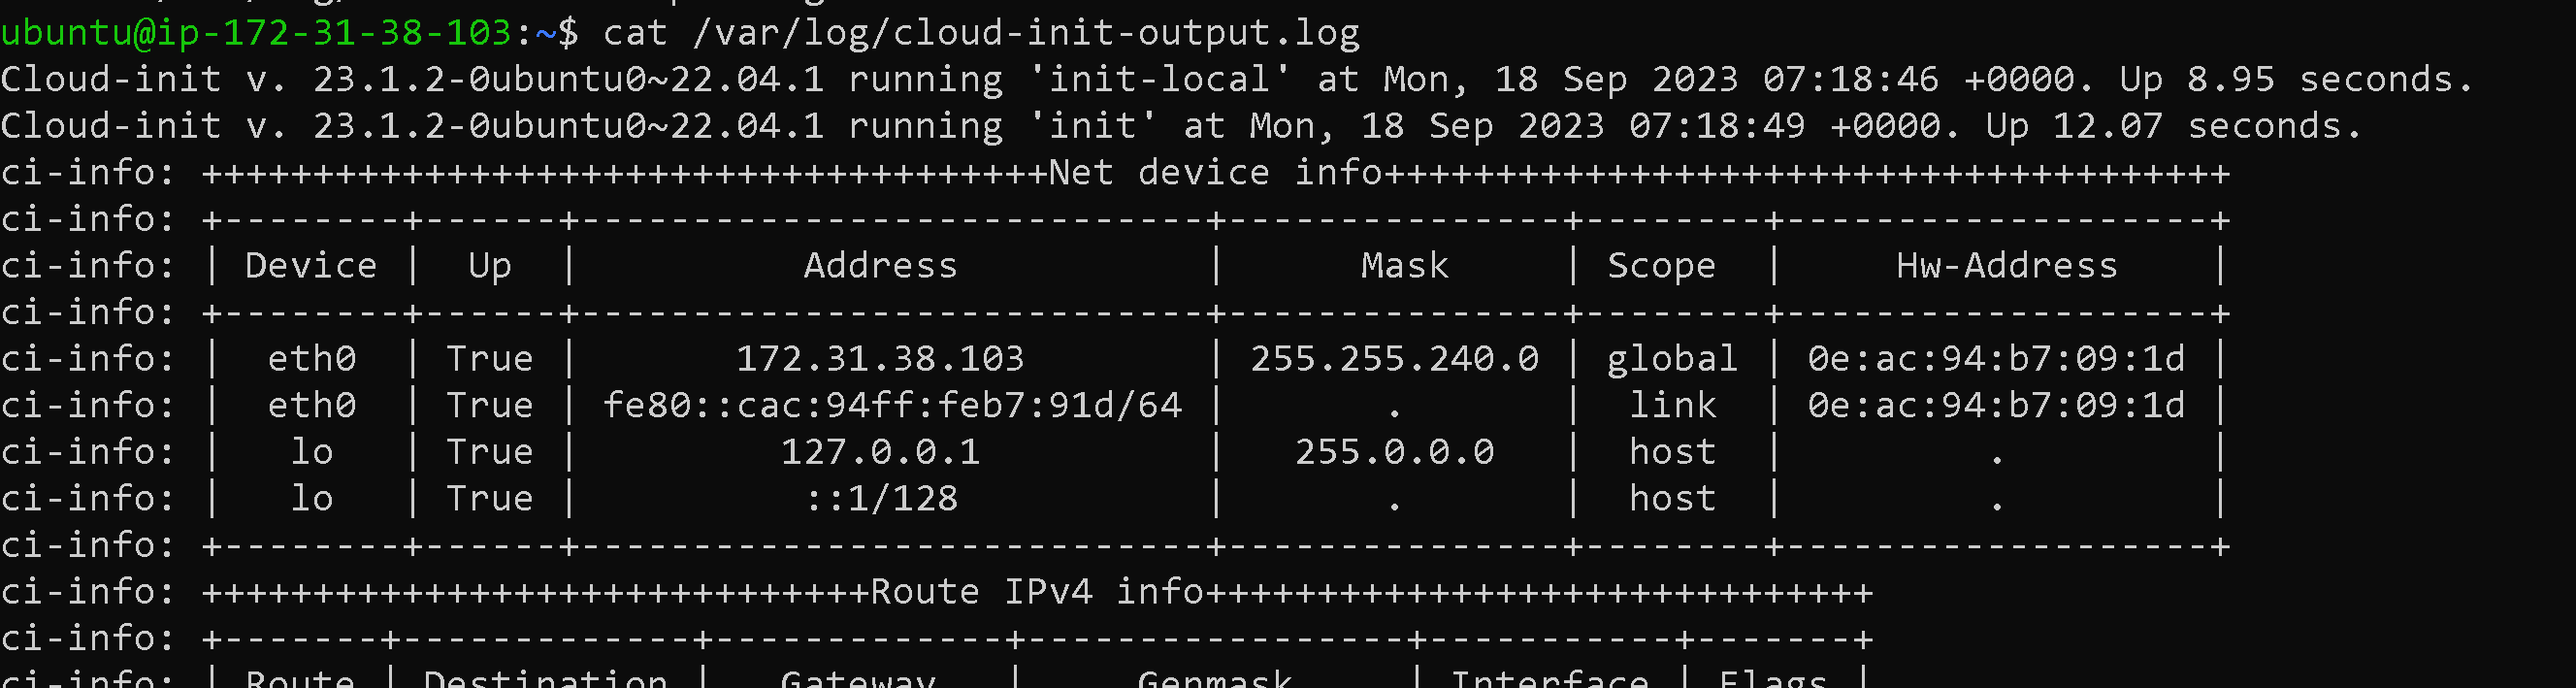 ubuntu@ip-172-31-38-103:~$ cat /var/log/cloud-init-output.log
Cloud-init v. 23.1.2-0ubuntu0~22.04.1 running 'init-local' at Mon, 18 Sep 2023 07:18:46 +0000. Up 8.95 seconds.
Cloud-init v. 23.1.2-0ubuntu0~22.04.1 running 'init' at Mon, 18 Sep 2023 07:18:49 +0000. Up 12.07 seconds.
ci-info: ++++++++++++++++++++++++++++++++++++++Net device info++++++++++++++++++++++++++++++++++++++
ci-info: +--------+------+----------------------------+---------------+--------+-------------------+
ci-info: | Device |  Up  |          Address           |      Mask     | Scope  |     Hw-Address    |
ci-info: +--------+------+----------------------------+---------------+--------+-------------------+
ci-info: |  eth0  | True |       172.31.38.103        | 255.255.240.0 | global | 0e:ac:94:b7:09:1d |
ci-info: |  eth0  | True | fe80::cac:94ff:feb7:91d/64 |       .       |  link  | 0e:ac:94:b7:09:1d |
ci-info: |   lo   | True |         127.0.0.1          |   255.0.0.0   |  host  |         .         |
ci-info: |   lo   | True |          ::1/128           |       .       |  host  |         .         |
ci-info: +--------+------+----------------------------+---------------+--------+-------------------+
ci-info: ++++++++++++++++++++++++++++++Route IPv4 info++++++++++++++++++++++++++++++
ci-info: +-------+-------------+-------------+-----------------+-----------+-------+
ci-info: | Route | Destination |   Gateway   |     Genmask     | Interface | Flags |